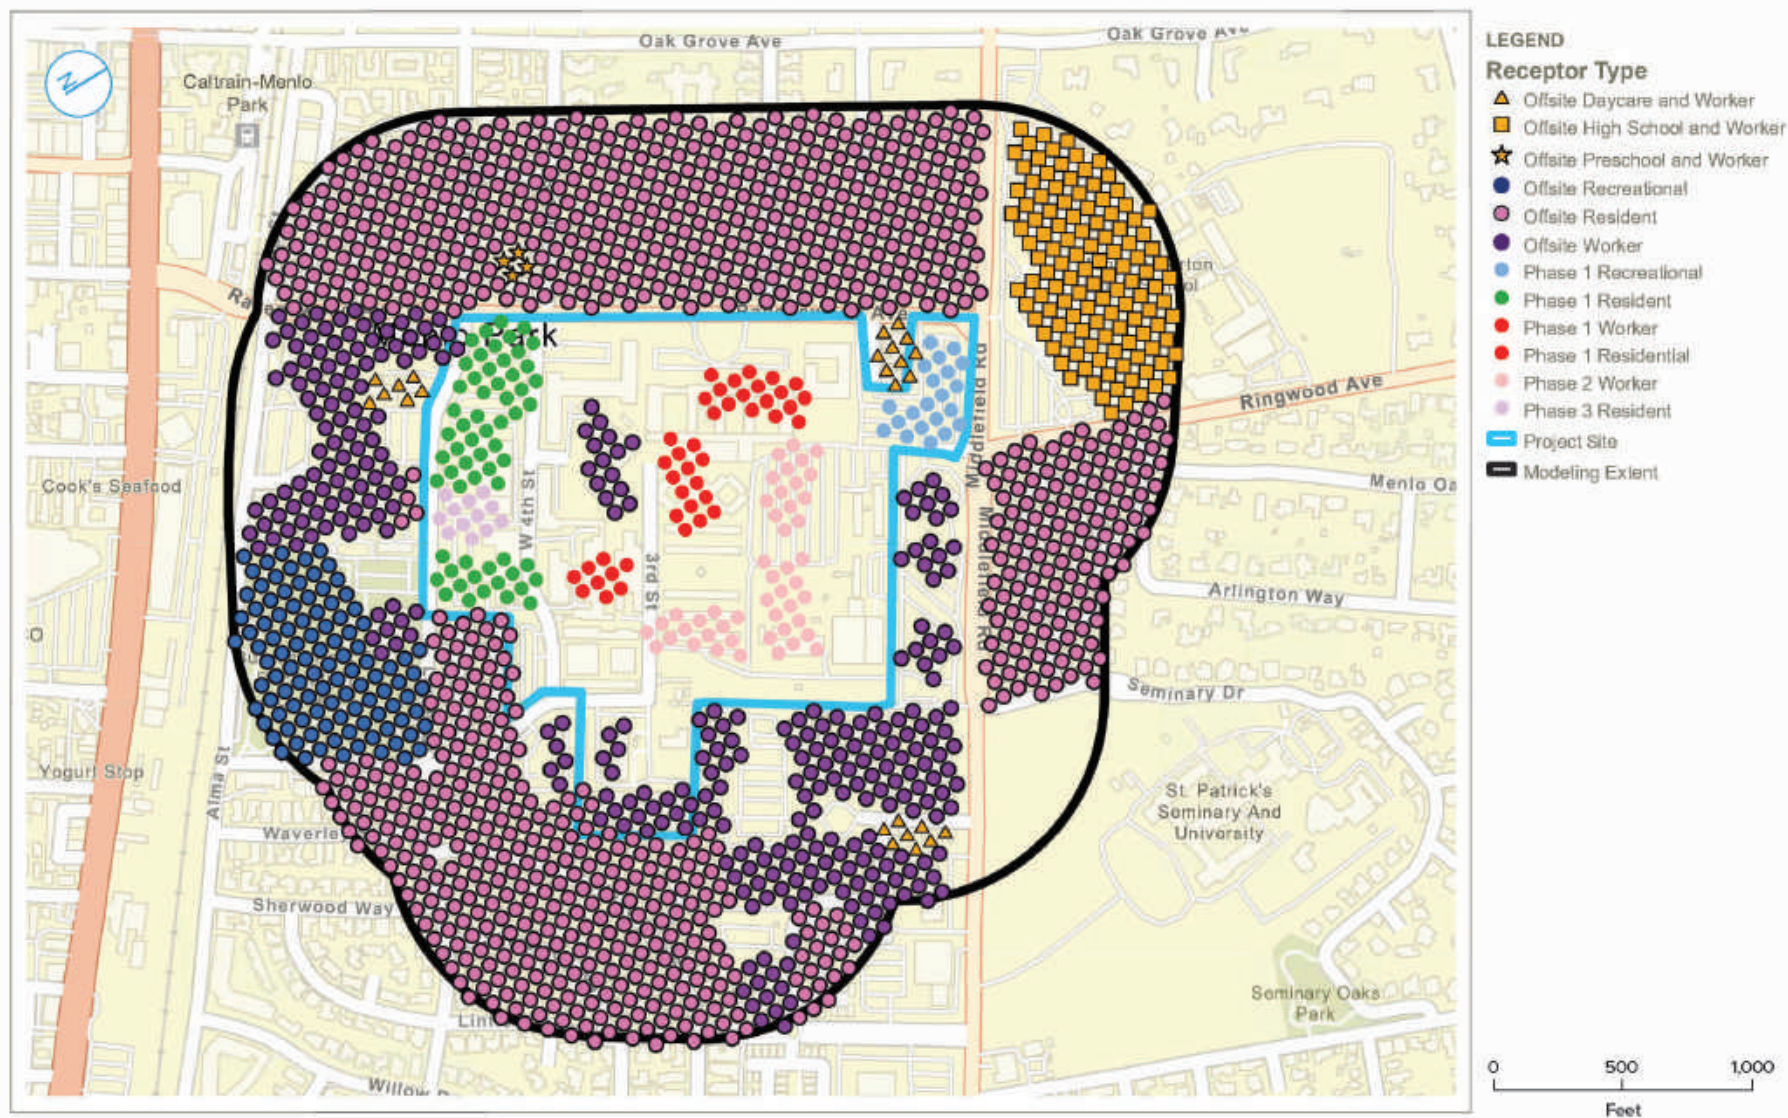 Oak Grove Ave
Oak Grove Ave
N
Caltrain-Menlo
Park
Cook's Seafood
Yogurt Stop
Alma St
Waverle
Sherwood Way
Willow
W 4th St
3rd St
Middlefield Rd
Ringwood Ave
Menlo Oa
Arlington Way
Seminary Dr
St. Patrick's
Seminary And
University
Seminary Oaks
Park
LEGEND
Receptor Type
Offsite Daycare and Worker
Offsite High School and Worker
Offsite Preschool and Worker
Offsite Recreational
Offsite Resident
Offsite Worker
Phase 1 Recreational
Phase 1 Resident
Phase 1 Worker
Phase 1 Residential
Phase 2 Worker
Phase 3 Resident
Project Site
Modeling Extent
0 500 1,000
Feet